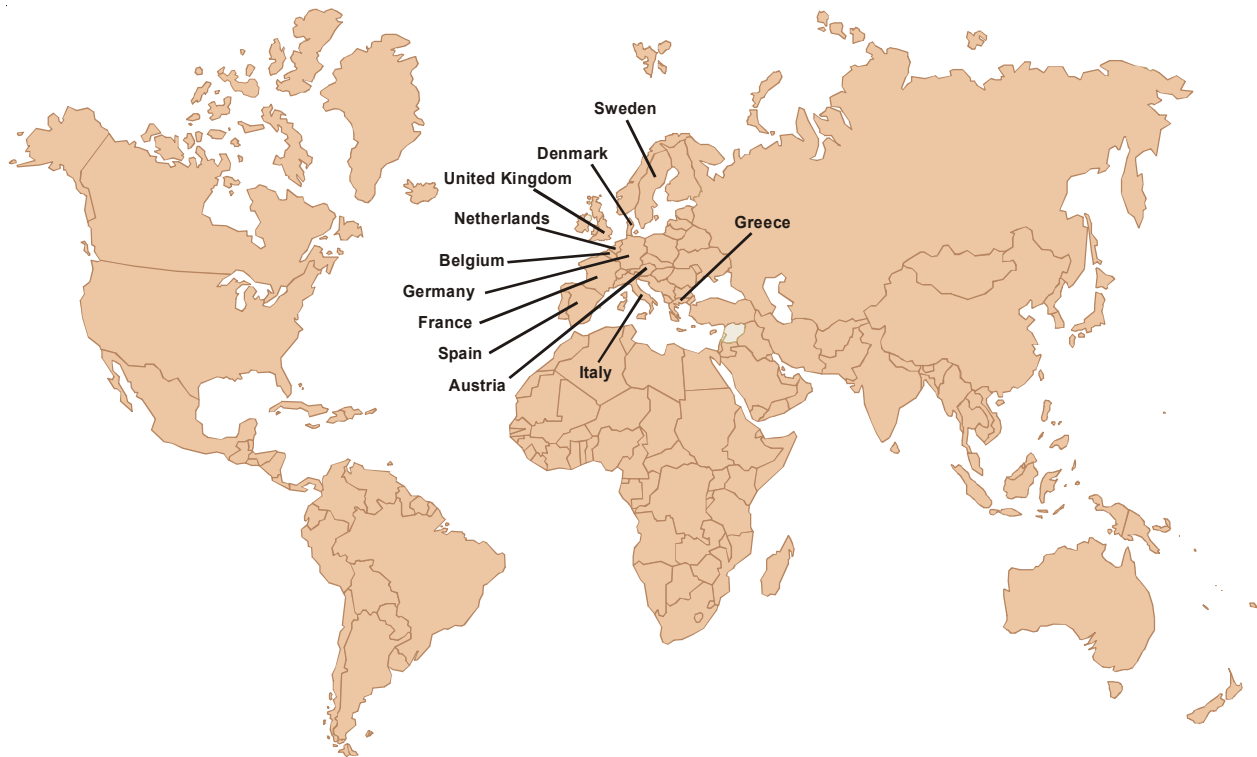 Sweden
Denmark
United Kingdom
Netherlands
Greece
Belgium
Germany
France
Spain
Italy
Austria